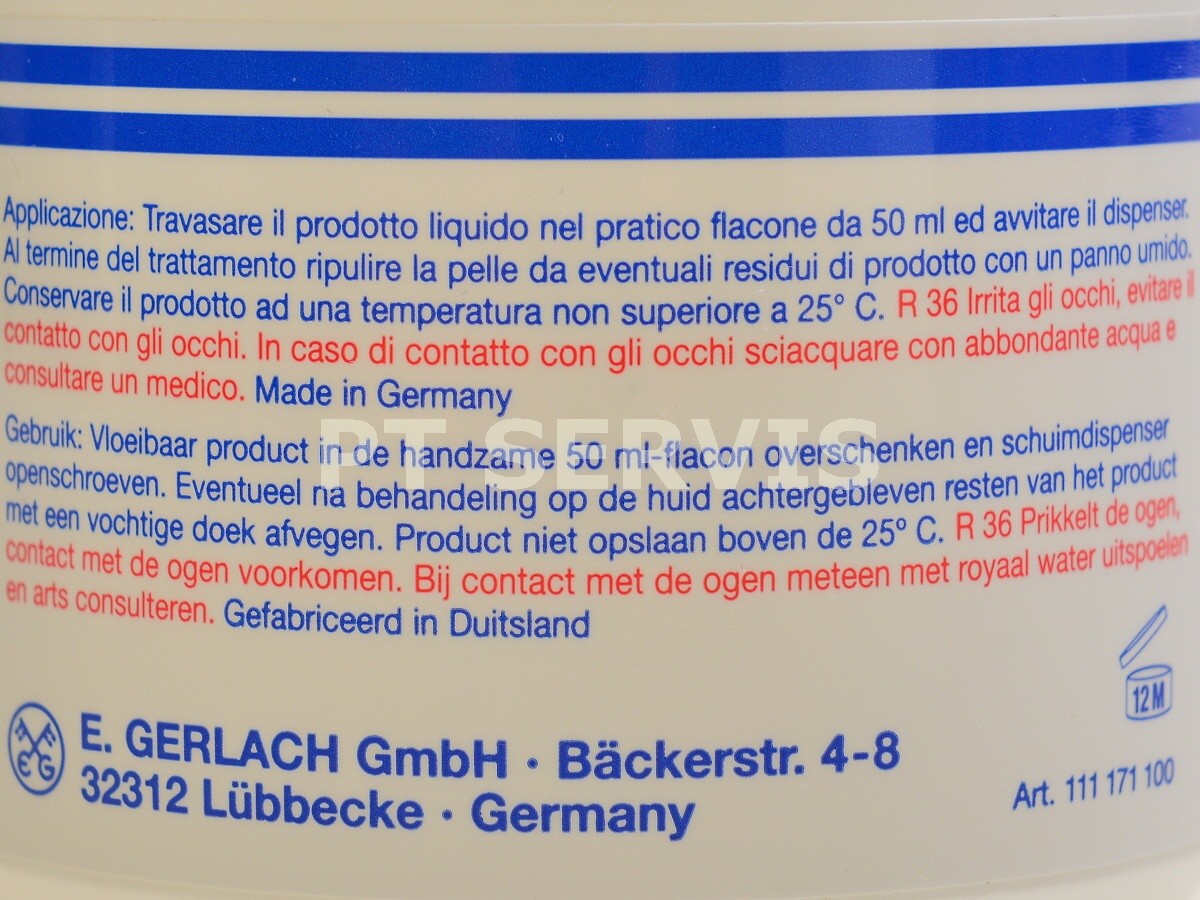 Applicazione: Travasare il prodotto liquido nel pratico flacone da 50 ml ed avvitare il dispenser.
Al termine del trattamento ripulire la pelle da eventuali residui di prodotto con un panno umido.
Conservare il prodotto ad una temperatura non superiore a 25° C. R 36 Irrita gli occhi, evitare il
contatto con gli occhi. In caso di contatto con gli occhi sciacquare con abbondante acqua e
consultare un medico. Made in Germany
PT SERVIS
Gebruik: Vloeibaar product in de handzame 50 ml-flacon overschenken en schuimdispenser
openschroeven. Eventueel na behandeling op de huid achtergebleven resten van het product
met een vochtige doek afvegen. Product niet opslaan boven de 25° C. R 36 Prikkelt de ogen,
contact met de ogen voorkomen. Bij contact met de ogen meteen met royaal water uitspoelen
en arts consulteren. Gefabriceerd in Duitsland
12M
EG
E. GERLACH GmbH · Bäckerstr. 4-8
32312 Lübbecke · Germany
Art. 111 171 100